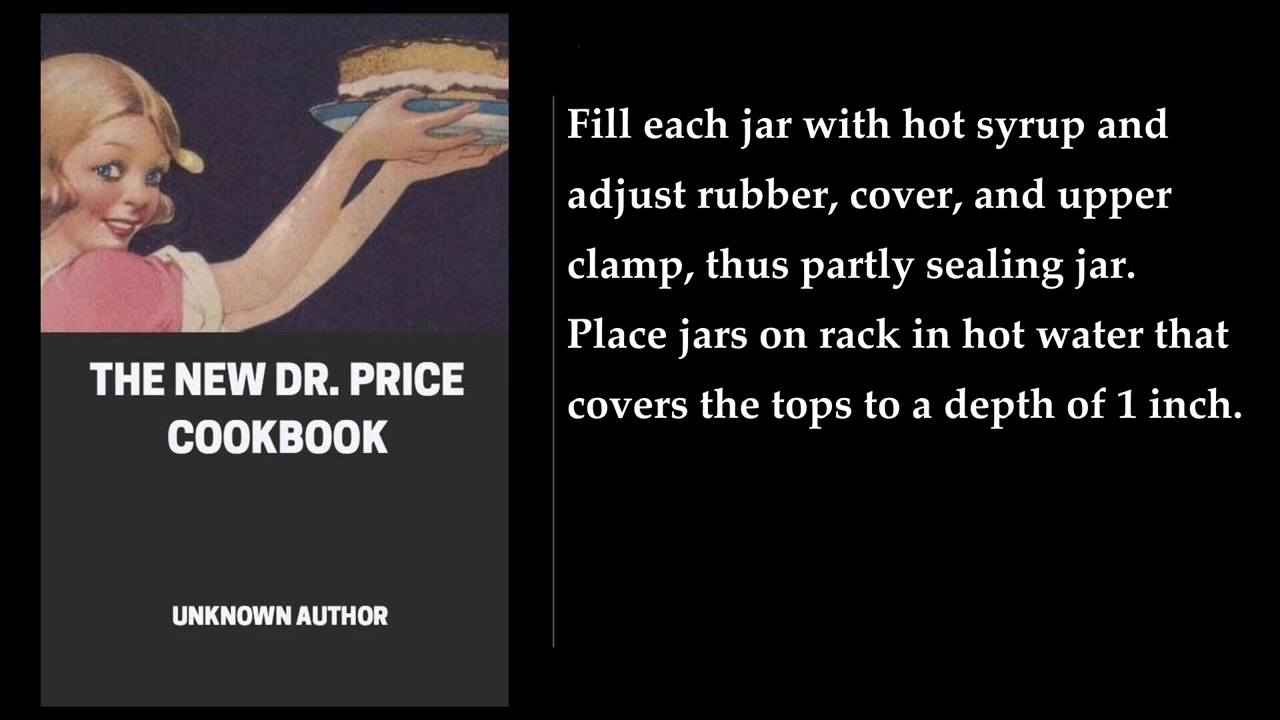 THE NEW DR. PRICE
COOKBOOK
UNKNOWN AUTHOR
Fill each jar with hot syrup and
adjust rubber, cover, and upper
clamp, thus partly sealing jar.
Place jars on rack in hot water that
covers the tops to a depth of 1 inch.